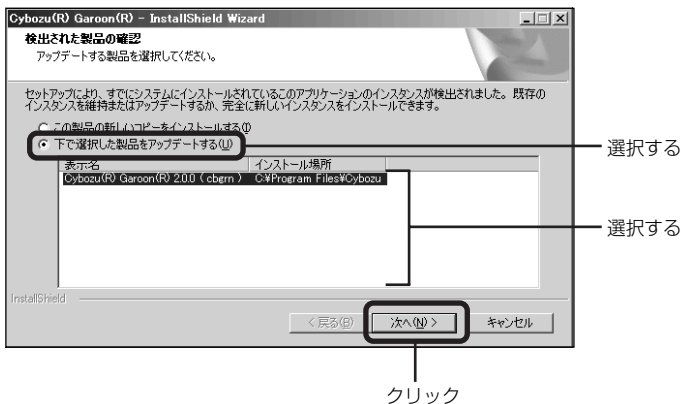 Cybozu(R) Garoon(R) - InstallShield Wizard
検出された製品の確認
アップデートする製品を選択してください。
セットアップにより、すでにシステムにインストールされているこのアプリケーションのインスタンスが検出されました。既存の
インスタンスを維持またはアップデートするか、完全に新しいインスタンスをインストールできます。
この製品の新しいコピーをインストールする(I)
下で選択した製品をアップデートする(U)
選択する
表示名 インストール場所
Cybozu(R) Garoon(R) 2.0.0 ( cbgrn ) C:¥Program Files¥Cybozu
選択する
InstallShield
< 戻る(B) 次へ(N) > キャンセル
クリック